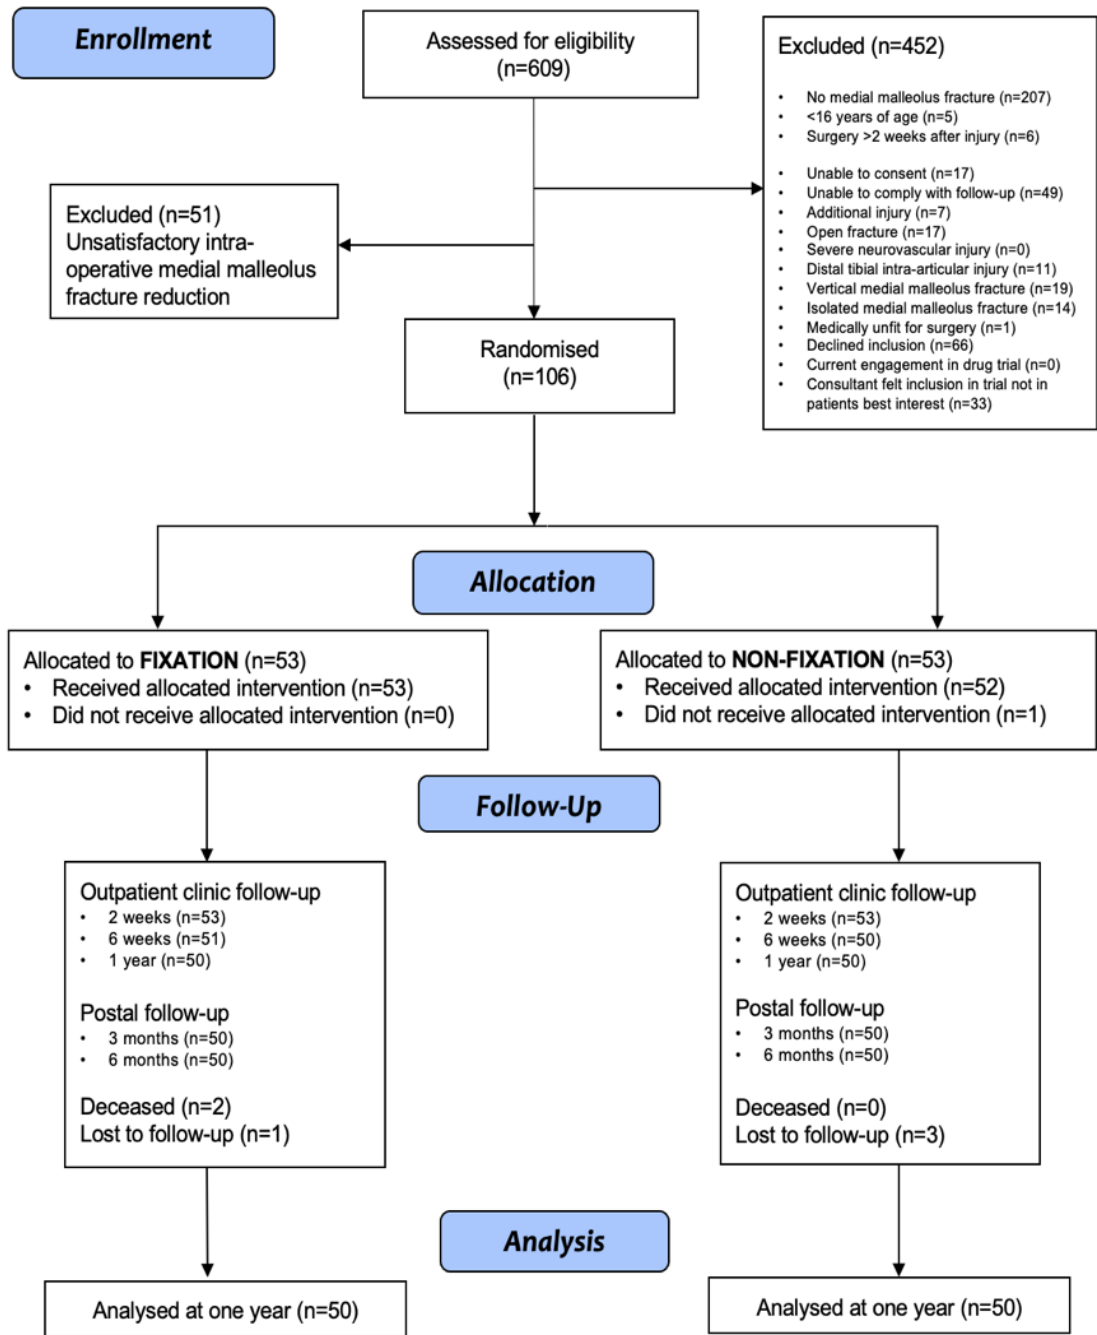 Enrollment
Assessed for eligibility
(n=609)
Excluded (n=452)
• No medial malleolus fracture (n=207)
• <16 years of age (n=5)
• Surgery >2 weeks after injury (n=6)
• Unable to consent (n=17)
• Unable to comply with follow-up (n=49)
• Additional injury (n=7)
• Open fracture (n=17)
• Severe neurovascular injury (n=0)
• Distal tibial intra-articular injury (n=11)
• Vertical medial malleolus fracture (n=19)
• Isolated medial malleolus fracture (n=14)
• Medically unfit for surgery (n=1)
• Declined inclusion (n=66)
• Current engagement in drug trial (n=0)
• Consultant felt inclusion in trial not in
patients best interest (n=33)
Excluded (n=51)
Unsatisfactory intra-
operative medial malleolus
fracture reduction
Randomised
(n=106)
Allocation
Allocated to FIXATION (n=53)
• Received allocated intervention (n=53)
• Did not receive allocated intervention (n=0)
Allocated to NON-FIXATION (n=53)
• Received allocated intervention (n=52)
• Did not receive allocated intervention (n=1)
Follow-Up
Outpatient clinic follow-up
• 2 weeks (n=53)
• 6 weeks (n=51)
• 1 year (n=50)
Postal follow-up
• 3 months (n=50)
• 6 months (n=50)
Deceased (n=2)
Lost to follow-up (n=1)
Outpatient clinic follow-up
• 2 weeks (n=53)
• 6 weeks (n=50)
• 1 year (n=50)
Postal follow-up
• 3 months (n=50)
• 6 months (n=50)
Deceased (n=0)
Lost to follow-up (n=3)
Analysis
Analysed at one year (n=50)
Analysed at one year (n=50)